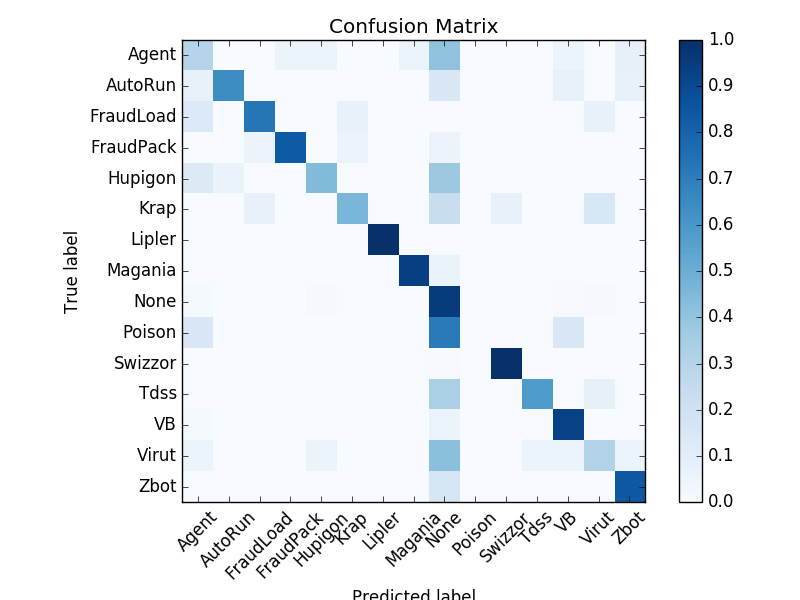 Confusion Matrix
Agent
AutoRun
FraudLoad
FraudPack
Hupigon
Krap
Lipler
Magania
None
Poison
Swizzor
Tdss
VB
Virut
Zbot
True label
Agent
AutoRun
FraudLoad
FraudPack
Hupigon
Krap
Lipler
Magania
None
Poison
Swizzor
Tdss
VB
Virut
Zbot
Predicted label
1.0
0.9
0.8
0.7
0.6
0.5
0.4
0.3
0.2
0.1
0.0